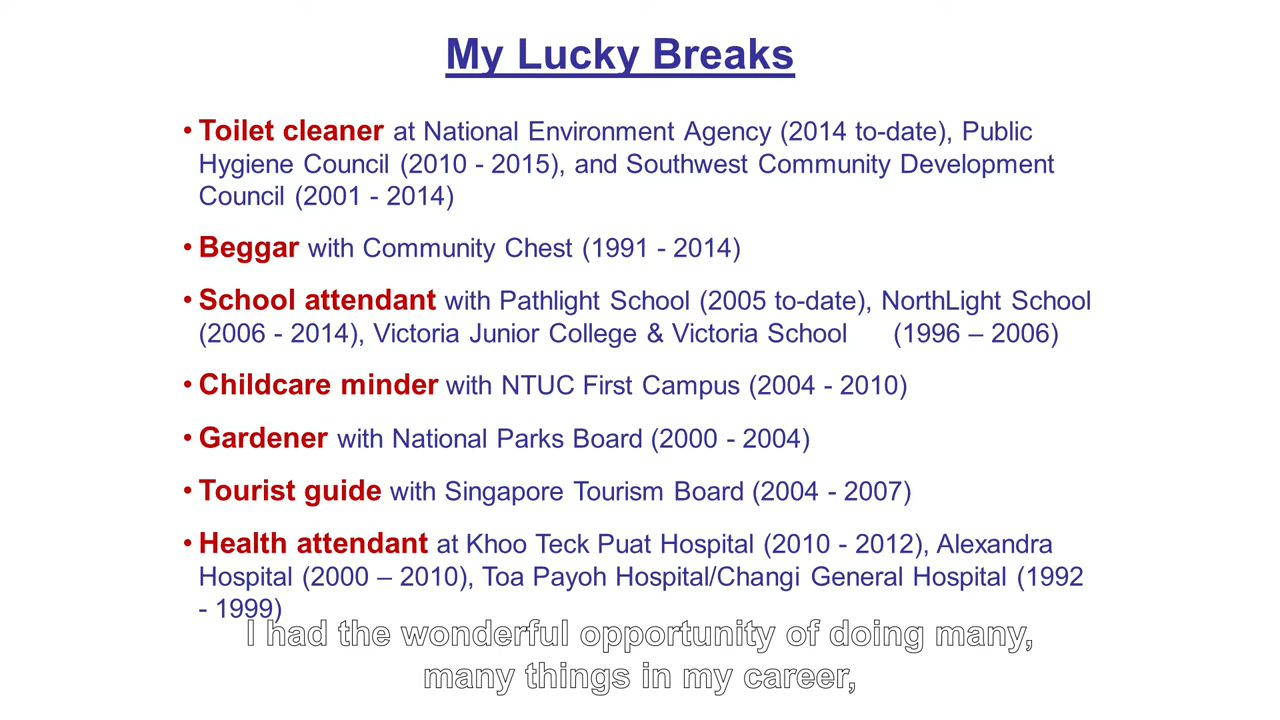 My Lucky Breaks
• Toilet cleaner at National Environment Agency (2014 to-date), Public
Hygiene Council (2010 - 2015), and Southwest Community Development
Council (2001 - 2014)
• Beggar with Community Chest (1991 - 2014)
• School attendant with Pathlight School (2005 to-date), NorthLight School
(2006 - 2014), Victoria Junior College & Victoria School (1996 – 2006)
• Childcare minder with NTUC First Campus (2004 - 2010)
• Gardener with National Parks Board (2000 - 2004)
• Tourist guide with Singapore Tourism Board (2004 - 2007)
• Health attendant at Khoo Teck Puat Hospital (2010 - 2012), Alexandra
Hospital (2000 – 2010), Toa Payoh Hospital/Changi General Hospital (1992
- 1999)
I had the wonderful opportunity of doing many,
many things in my career,